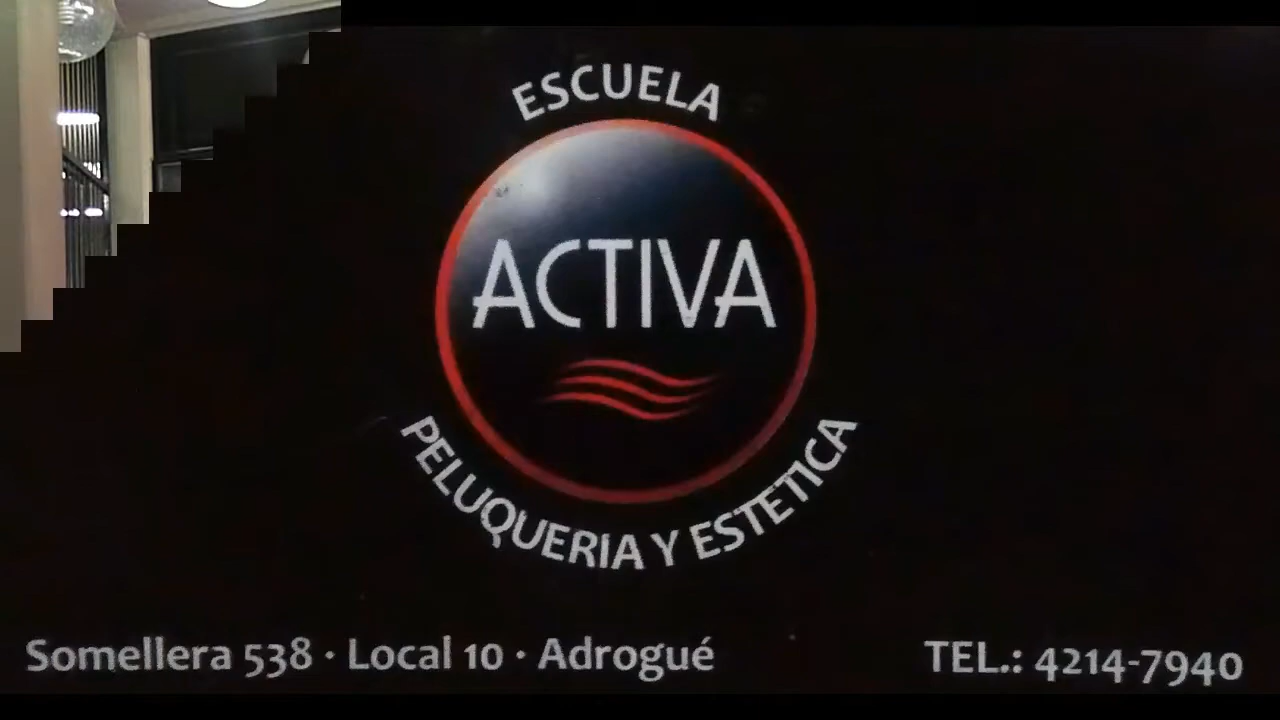 ESCUELA
ACTIVA
PELUQUERIA Y ESTETICA
Somellera 538 · Local 10 · Adrogué
TEL.: 4214-7940